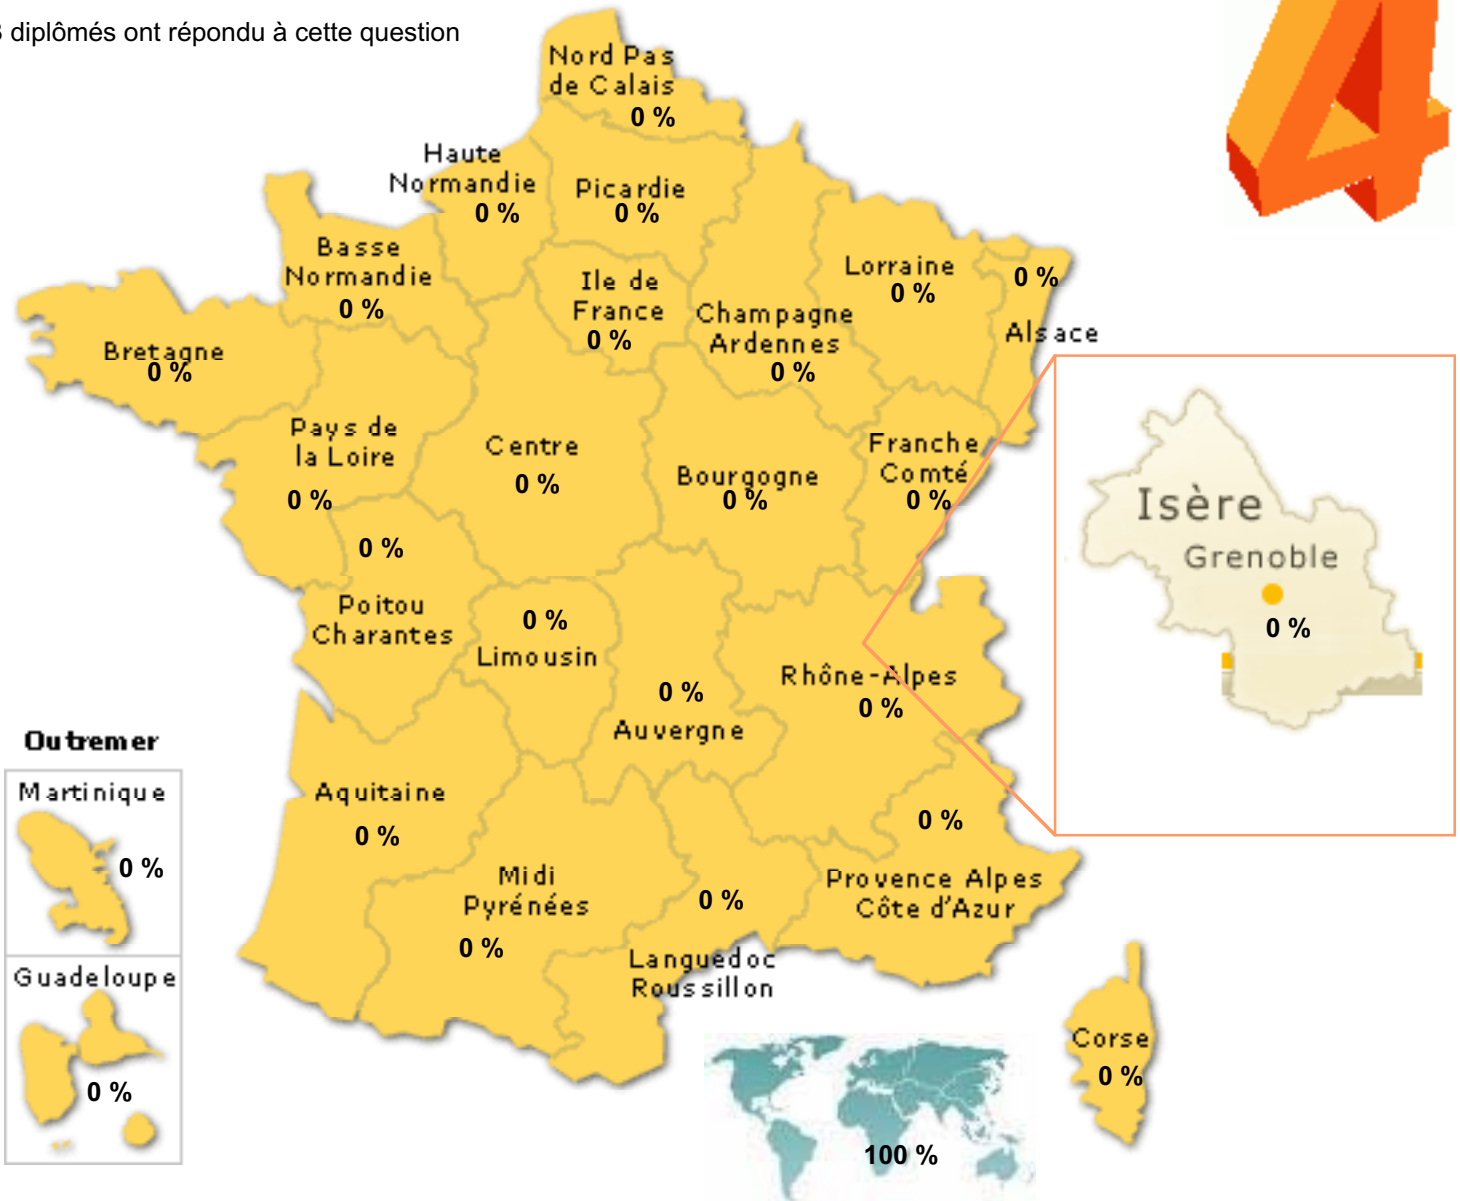 3 diplômés ont répondu à cette question
4
Nord Pas
de Calais
0 %
Haute
Normandie
0 %
Picardie
0 %
Basse
Normandie
0 %
Ile de
France
0 %
Champagne
Ardennes
0 %
Lorraine
0 %
0 %
Alsace
Bretagne
0 %
Pays de
la Loire
0 %
Centre
0 %
Bourgogne
0 %
Franche
Comté
0 %
Isère
Grenoble
0 %
0 %
Poitou
Charantes
0 %
Limousin
0 %
Auvergne
Rhône-Alpes
0 %
Outremer
Martinique
0 %
Guadeloupe
0 %
Aquitaine
0 %
Midi
Pyrénées
0 %
0 %
Languedoc
Roussillon
0 %
Provence Alpes
Côte d'Azur
Corse
0 %
100 %